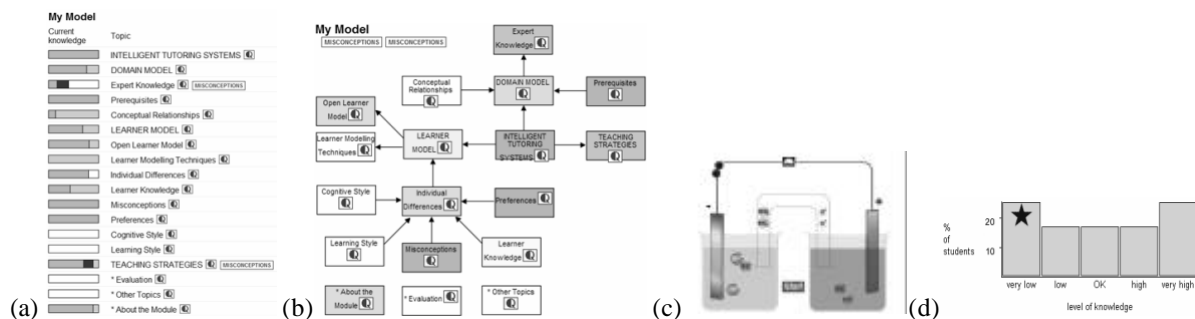 My Model
Current
knowledge
Topic
INTELLIGENT TUTORING SYSTEMS
DOMAIN MODEL
Expert Knowledge MISCONCEPTIONS
Prerequisites
Conceptual Relationships
LEARNER MODEL
Open Learner Model
Learner Modelling Techniques
Individual Differences
Learner Knowledge
Misconceptions
Preferences
Cognitive Style
Learning Style
TEACHING STRATEGIES MISCONCEPTIONS
* Evaluation
* Other Topics
* About the Module
(a)
My Model
MISCONCEPTIONS MISCONCEPTIONS
Expert
Knowledge
Conceptual
Relationships
DOMAIN MODEL
Prerequisites
Open Learner
Model
Learner Modelling
Techniques
LEARNER
MODEL
INTELLIGENT
TUTORING
SYSTEMS
TEACHING
STRATEGIES
Cognitive Style
Individual
Differences
Preferences
Learning Style
Misconceptions
Learner
Knowledge
* About the
Module
* Evaluation
* Other Topics
(b)
(c)
%
of
students
20
10
very low low OK high very high
level of knowledge
(d)